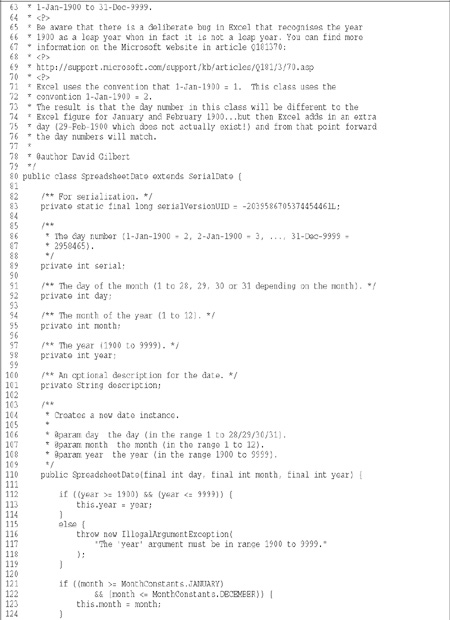 63 * 1-Jan-1900 to 31-Dec-9999.
64 * <P>
65 * Be aware that there is a deliberate bug in Excel that recognises the year
66 * 1900 as a leap year when in fact it is not a leap year. You can find more
67 * information on the Microsoft website in article Q181370:
68 * <P>
69 * http://support.microsoft.com/support/kb/articles/Q181/3/70.asp
70 * <P>
71 * Excel uses the convention that 1-Jan-1900 = 1. This class uses the
72 * convention 1-Jan-1900 = 2.
73 * The result is that the day number in this class will be different to the
74 * Excel figure for January and February 1900...but then Excel adds in an extra
75 * day (29-Feb-1900 which does not actually exist!) and from that point forward
76 * the day numbers will match.
77 *
78 * @author David Gilbert
79 */
80 public class SpreadsheetDate extends SerialDate {
81
82 /** For serialization. */
83 private static final long serialVersionUID = -2039586705374454461L;
84
85 /**
86 * The day number (1-Jan-1900 = 2, 2-Jan-1900 = 3, ..., 31-Dec-9999 =
87 * 2958465).
88 */
89 private int serial;
90
91 /** The day of the month (1 to 28, 29, 30 or 31 depending on the month). */
92 private int day;
93
94 /** The month of the year (1 to 12). */
95 private int month;
96
97 /** The year (1900 to 9999). */
98 private int year;
99
100 /** An optional description for the date. */
101 private String description;
102
103 /**
104 * Creates a new date instance.
105 *
106 * @param day the day (in the range 1 to 28/29/30/31).
107 * @param month the month (in the range 1 to 12).
108 * @param year the year (in the range 1900 to 9999).
109 */
110 public SpreadsheetDate(final int day, final int month, final int year) {
111
112 if ((year >= 1900) && (year <= 9999)) {
113 this.year = year;
114 }
115 else {
116 throw new IllegalArgumentException(
117 "The 'year' argument must be in range 1900 to 9999."
118 );
119 }
120
121 if ((month >= MonthConstants.JANUARY)
122 && (month <= MonthConstants.DECEMBER)) {
123 this.month = month;
124 }